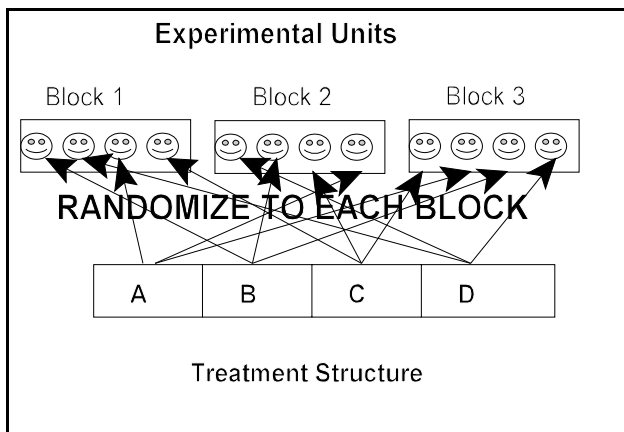 Experimental Units
Block 1 Block 2 Block 3
RANDOMIZE TO EACH BLOCK
A B C D
Treatment Structure